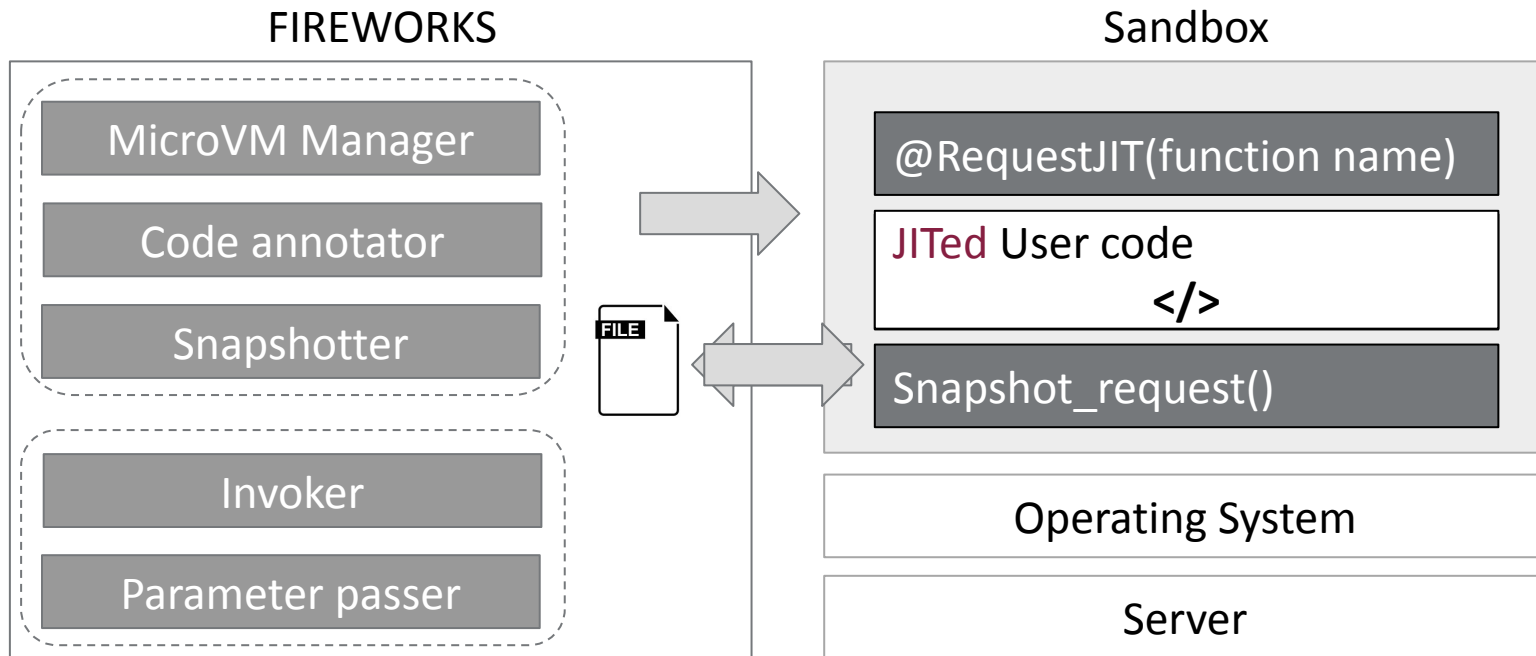 FIREWORKS
MicroVM Manager
Code annotator
Snapshotter
FILE
Invoker
Parameter passer
Sandbox
@RequestJIT(function name)
JITed User code
</>
Snapshot_request()
Operating System
Server